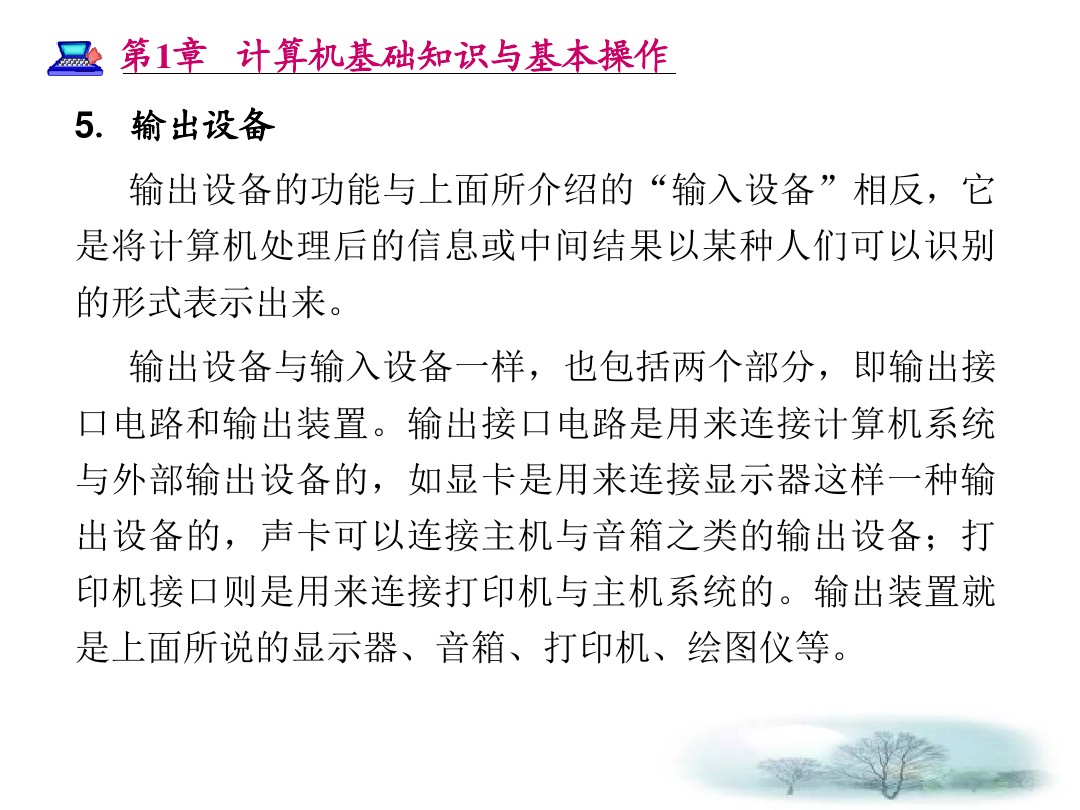 第1章 计算机基础知识与基本操作
5. 输出设备
输出设备的功能与上面所介绍的“输入设备”相反，它
是将计算机处理后的信息或中间结果以某种人们可以识别
的形式表示出来。
输出设备与输入设备一样，也包括两个部分，即输出接
口电路和输出装置。输出接口电路是用来连接计算机系统
与外部输出设备的，如显卡是用来连接显示器这样一种输
出设备的，声卡可以连接主机与音箱之类的输出设备；打
印机接口则是用来连接打印机与主机系统的。输出装置就
是上面所说的显示器、音箱、打印机、绘图仪等。